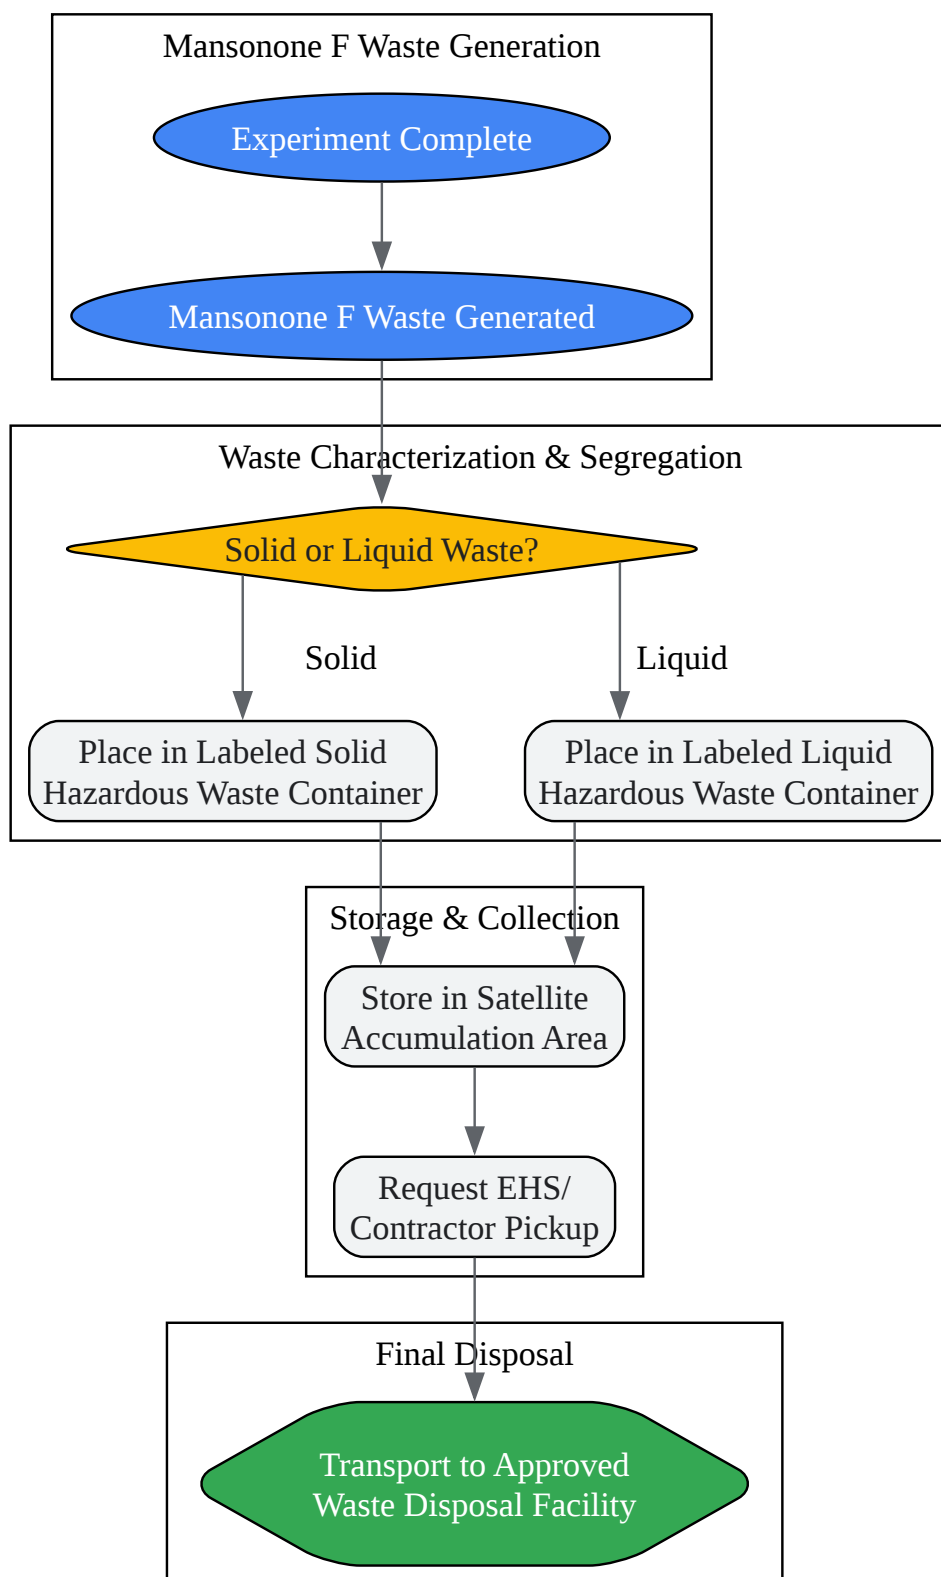 Mansonone F Waste Generation
Experiment Complete
Mansonone F Waste Generated
Waste Characterization & Segregation
Solid or Liquid Waste?
Solid
Liquid
Place in Labeled Solid
Hazardous Waste Container
Place in Labeled Liquid
Hazardous Waste Container
Storage & Collection
Store in Satellite
Accumulation Area
Request EHS/
Contractor Pickup
Final Disposal
Transport to Approved
Waste Disposal Facility